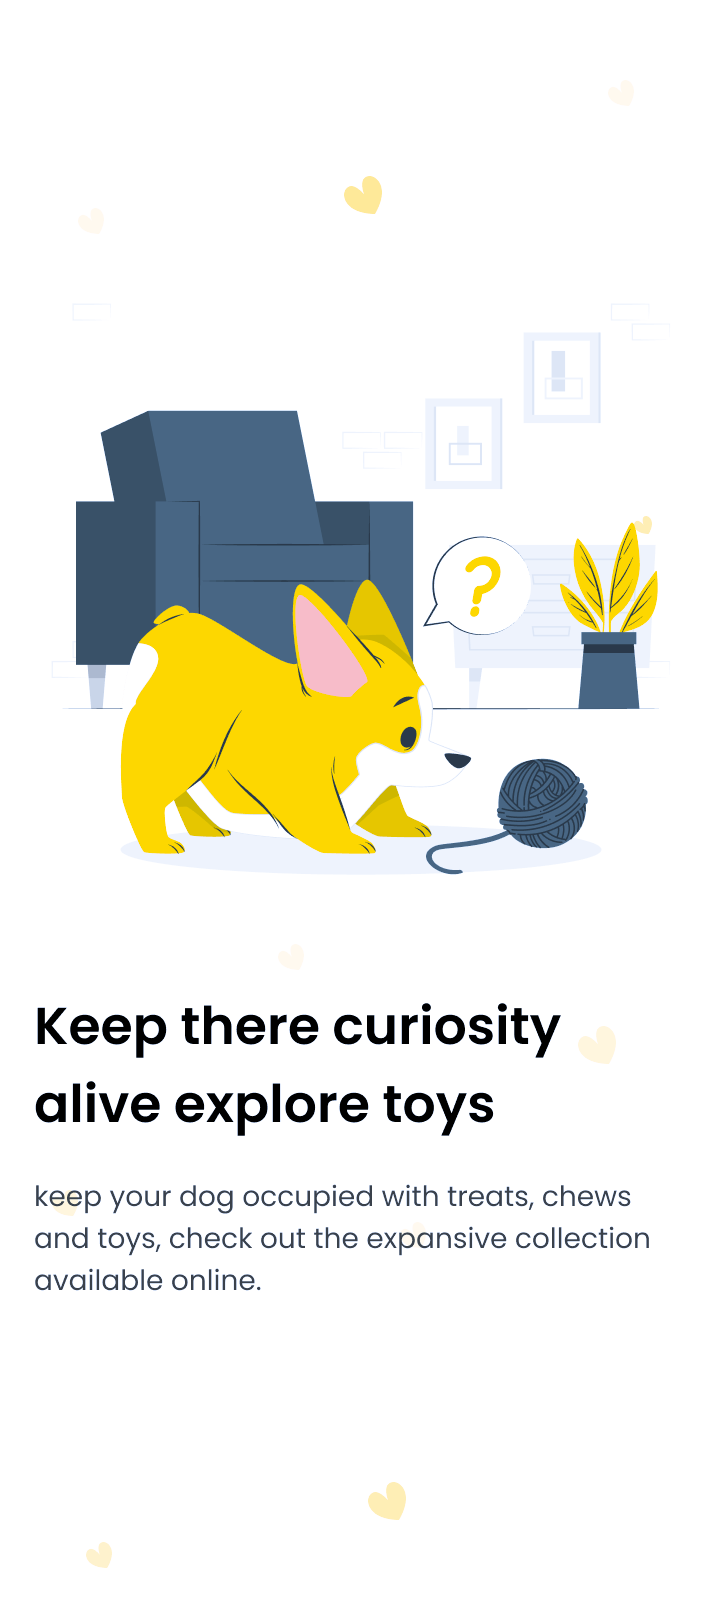 ?
Keep there curiosity
alive explore toys
keep your dog occupied with treats, chews
and toys, check out the expansive collection
available online.